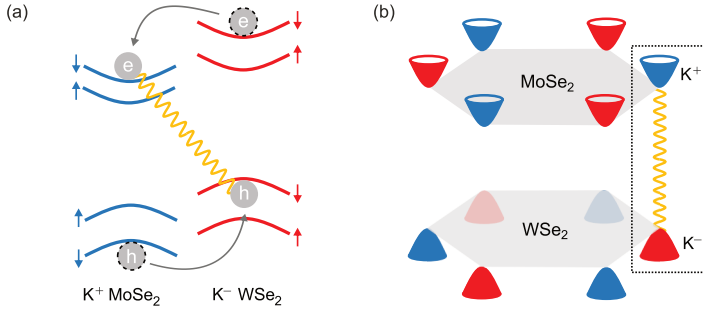 (a)
e
e
h
h
K⁺ MoSe₂
K⁻ WSe₂
(b)
MoSe₂
K⁺
WSe₂
K⁻